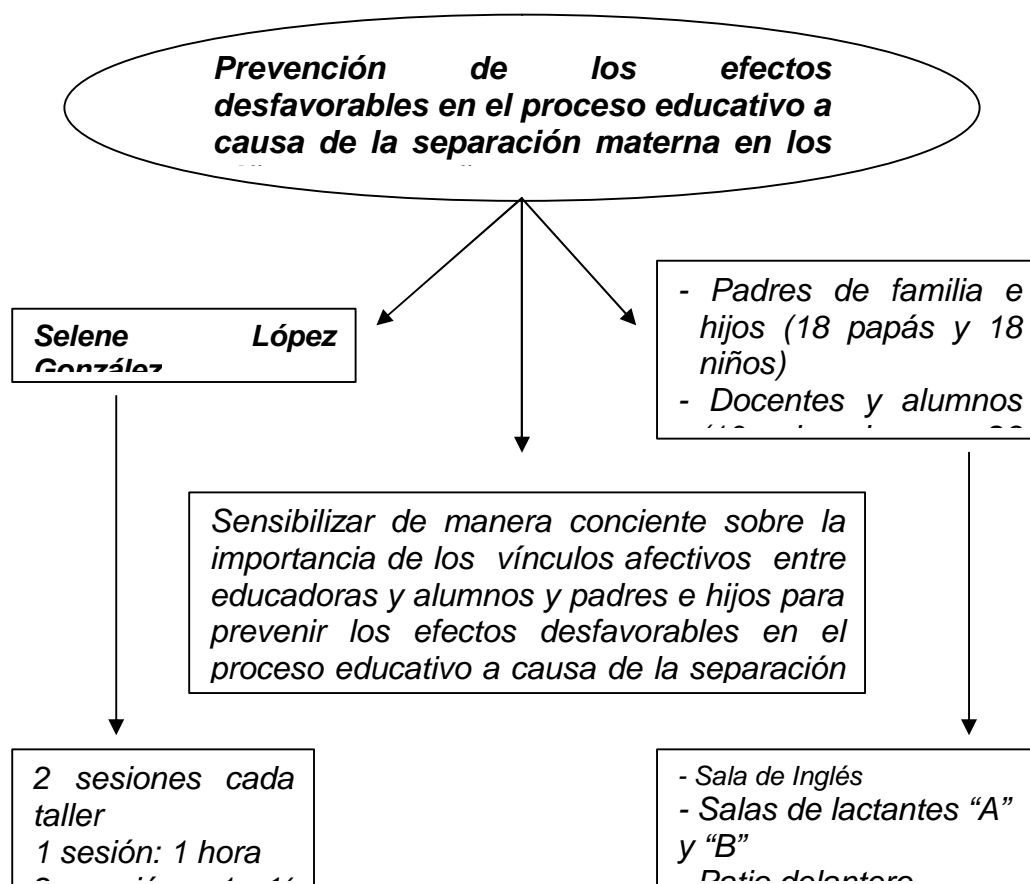 Prevención de los efectos
desfavorables en el proceso educativo a
causa de la separación materna en los
Selene López
González
- Padres de familia e
hijos (18 papás y 18
niños)
- Docentes y alumnos
Sensibilizar de manera conciente sobre la
importancia de los vínculos afectivos entre
educadoras y alumnos y padres e hijos para
prevenir los efectos desfavorables en el
proceso educativo a causa de la separación
2 sesiones cada
taller
1 sesión: 1 hora
- Sala de Inglés
- Salas de lactantes “A”
y “B”
- Patio delantero